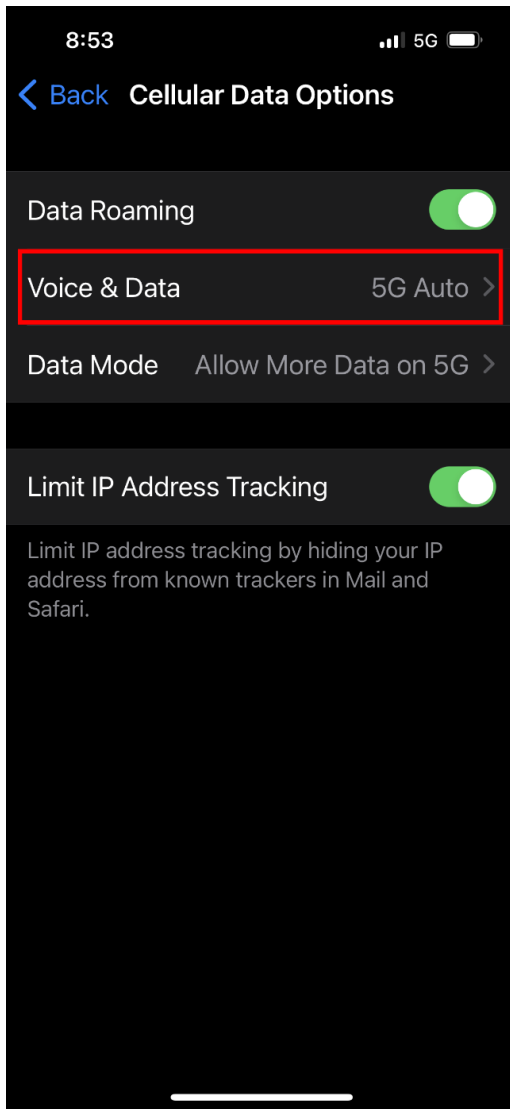 8:53 5G
Back Cellular Data Options
Data Roaming
Voice & Data 5G Auto
Data Mode Allow More Data on 5G
Limit IP Address Tracking
Limit IP address tracking by hiding your IP
address from known trackers in Mail and
Safari.